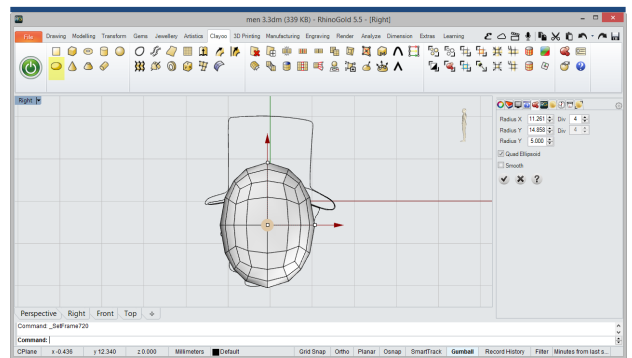 men 3.3dm (339 KB) - RhinoGold 5.5 - [Right]
File Drawing Modelling Transform Gems Jewellery Artistics Clayoo 3D Printing Manufacturing Engraving Render Analyze Dimension Extras Learning
Right
Radius X 11.261 Div 4
Radius Y 14.858 Div 4
Radius Y 5.000
Quad Ellipsoid
Smooth
Perspective Right Front Top
Command: _SetFrame720
Command:
CPlane x -0.436 y 12.340 z 0.000 Millimeters Default Grid Snap Ortho Planar Osnap SmartTrack Gumball Record History Filter Minutes from last s...